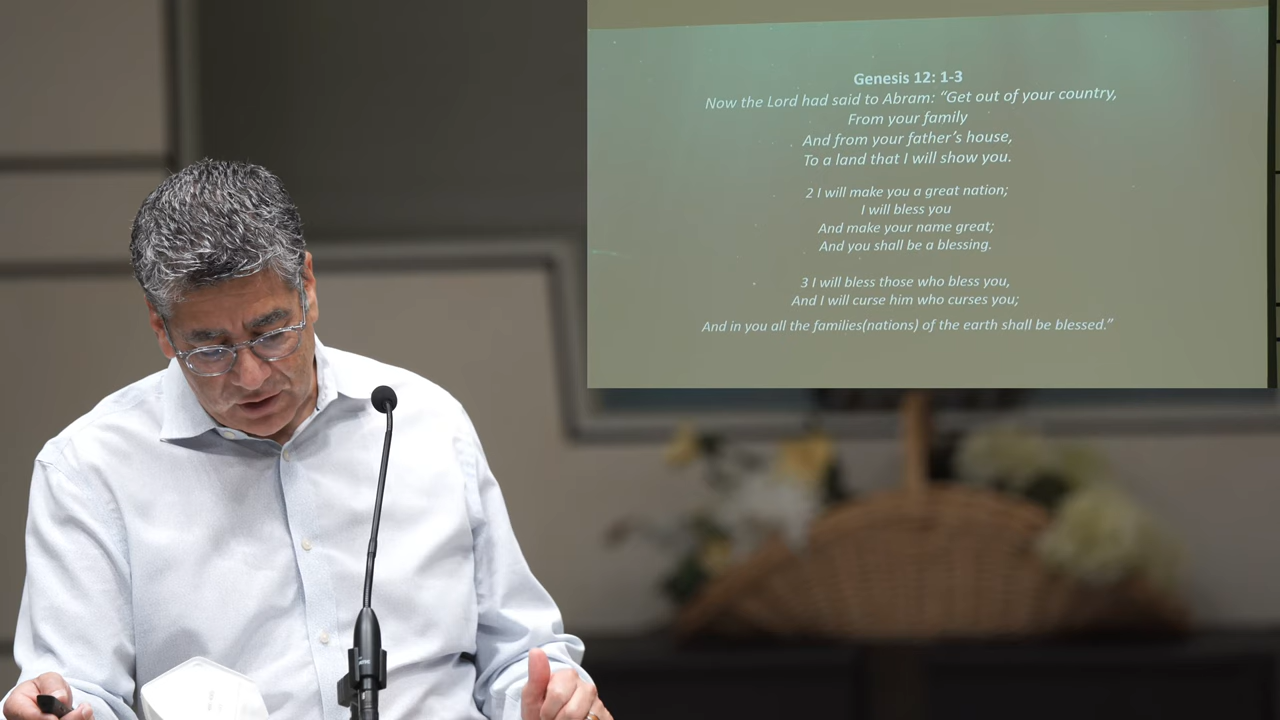 Genesis 12: 1-3
Now the Lord had said to Abram: “Get out of your country,
From your family
And from your father’s house,
To a land that I will show you.
2 I will make you a great nation;
I will bless you
And make your name great;
And you shall be a blessing.
3 I will bless those who bless you,
And I will curse him who curses you;
And in you all the families(nations) of the earth shall be blessed.”